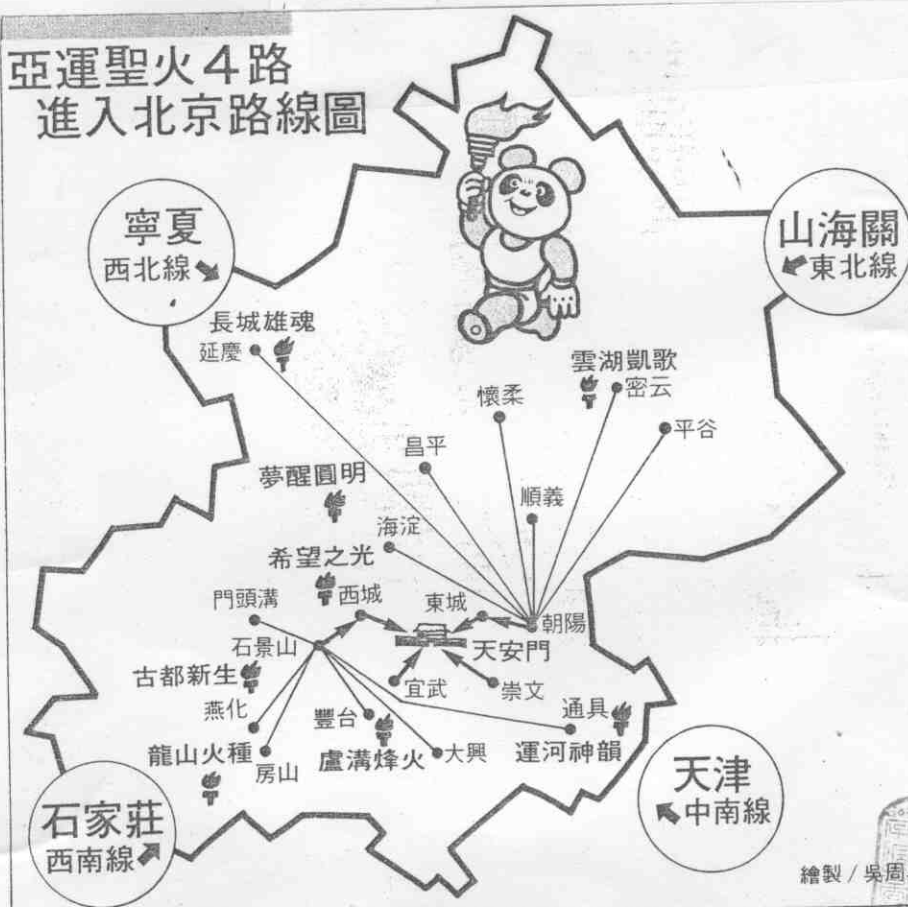 亞運聖火4路
進入北京路線圖
寧夏
西北線
山海關
東北線
長城雄魂
延慶
雲湖凱歌
密云
懷柔
平谷
昌平
夢醒圓明
順義
海淀
希望之光
門頭溝
西城
東城
朝陽
石景山
天安門
古都新生
宜武
崇文
燕化
豐台
通具
龍山火種
房山
盧溝烽火
大興
運河神韻
石家莊
西南線
天津
中南線
繪製/吳周